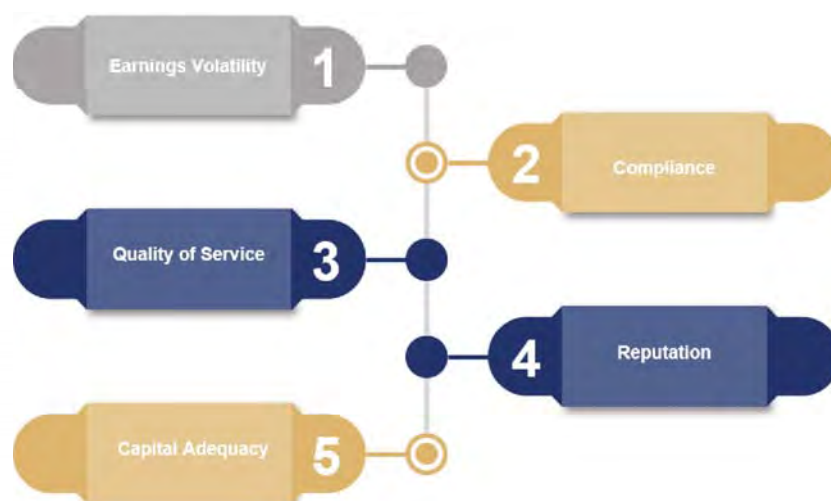 Earnings Volatility 1
2 Compliance
Quality of Service 3
4 Reputation
Capital Adequacy 5